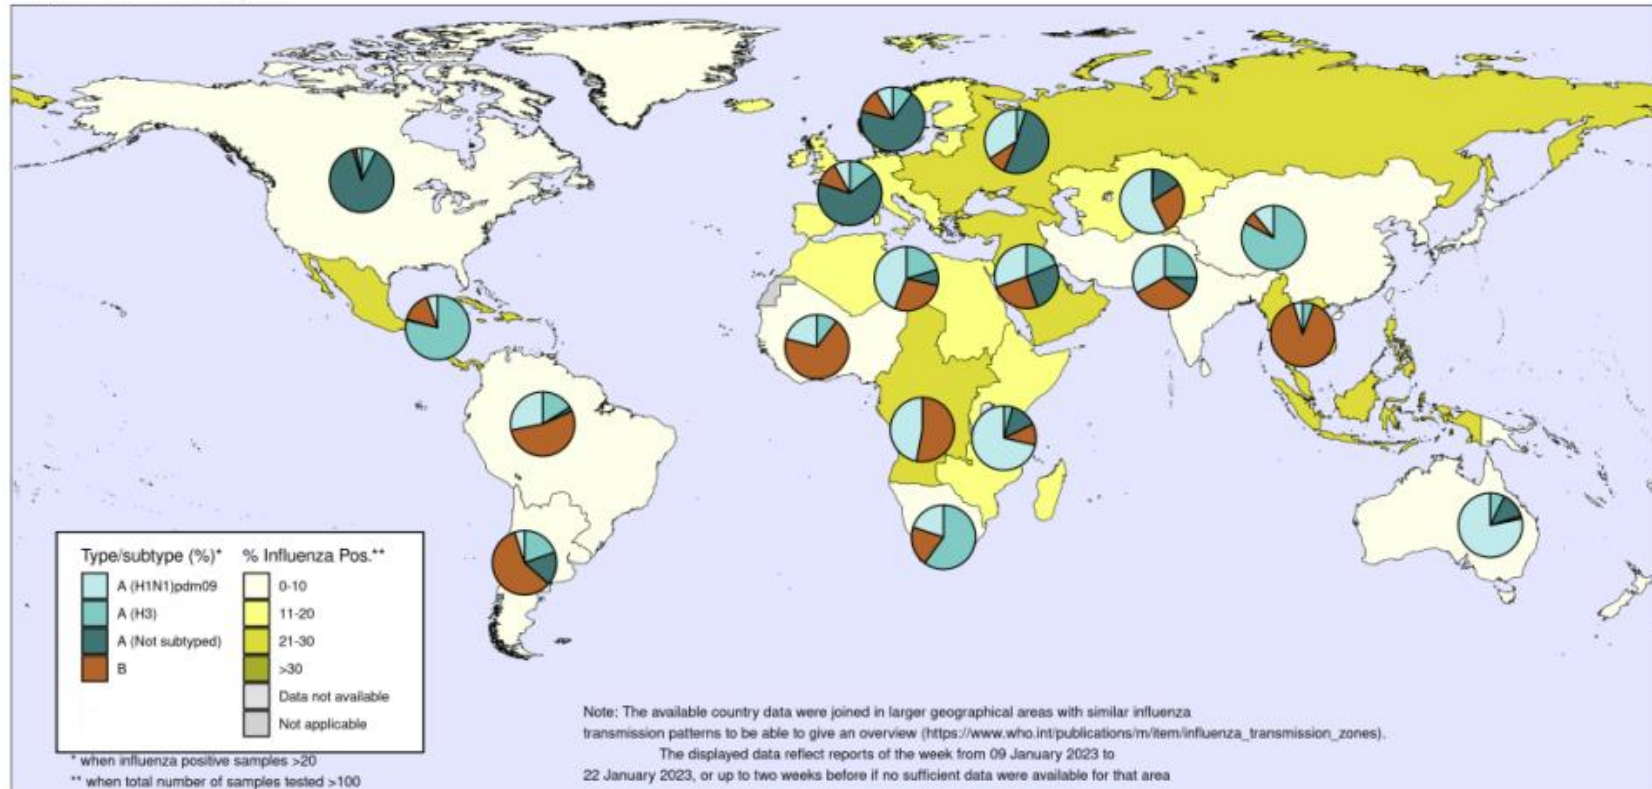 Type/subtype (%)*
A (H1N1)pdm09
A (H3)
A (Not subtyped)
B
% Influenza Pos.**
0-10
11-20
21-30
>30
Data not available
Not applicable
* when influenza positive samples >20
** when total number of samples tested >100
Note: The available country data were joined in larger geographical areas with similar influenza
transmission patterns to be able to give an overview (https://www.who.int/publications/m/item/influenza_transmission_zones).
The displayed data reflect reports of the week from 09 January 2023 to
22 January 2023, or up to two weeks before if no sufficient data were available for that area